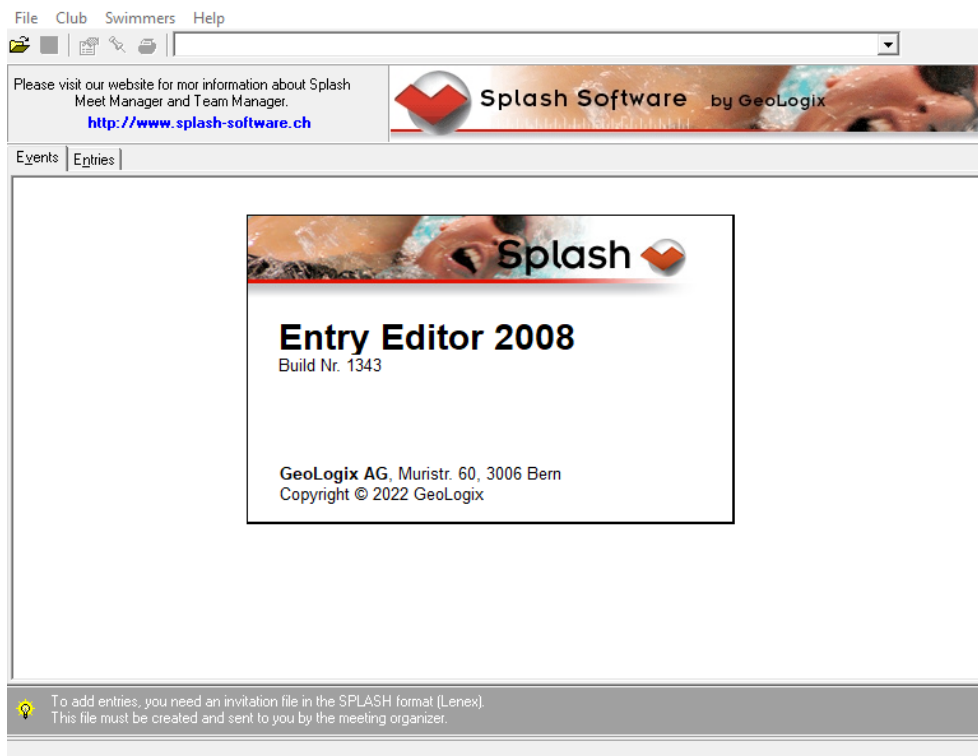 File Club Swimmers Help
Please visit our website for mor information about Splash
Meet Manager and Team Manager.
http://www.splash-software.ch
Splash Software by GeoLogix
Events Entries
Splash
Entry Editor 2008
Build Nr. 1343
GeoLogix AG, Muristr. 60, 3006 Bern
Copyright © 2022 GeoLogix
To add entries, you need an invitation file in the SPLASH format (Lenex).
This file must be created and sent to you by the meeting organizer.